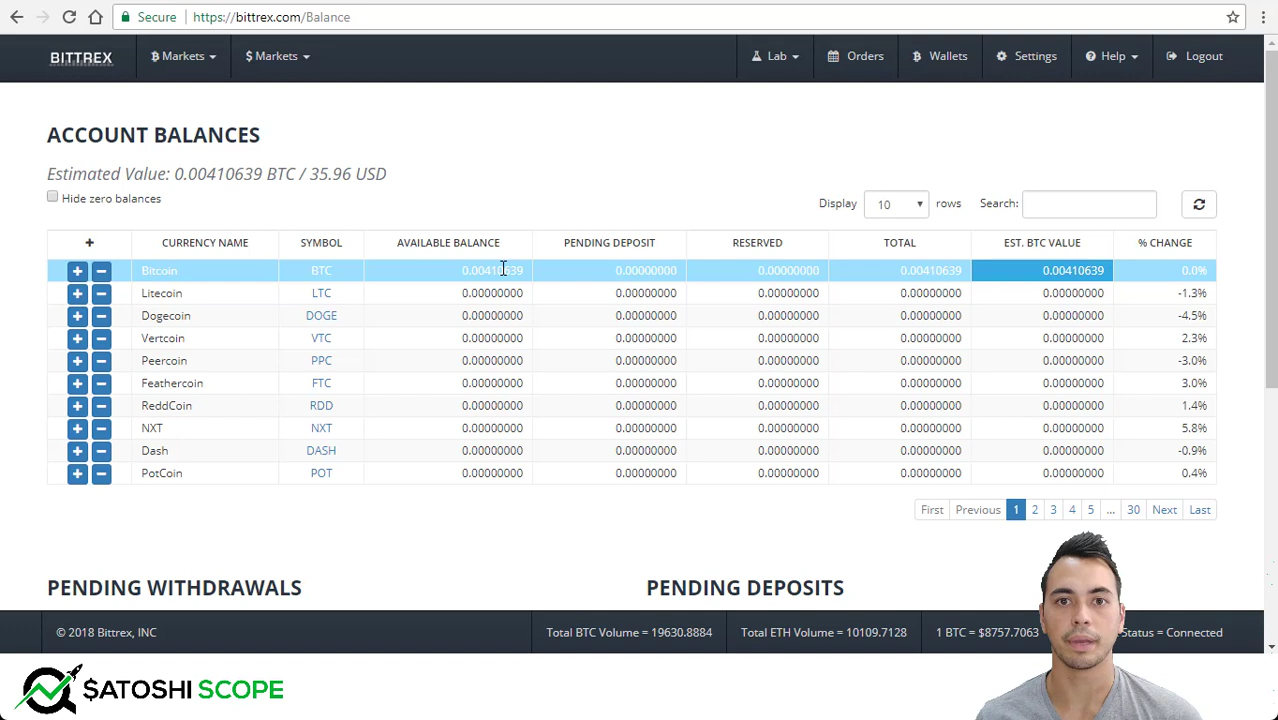 Secure https://bittrex.com/Balance
BITTREX Markets $ Markets Lab Orders Wallets Settings Help Logout
ACCOUNT BALANCES
Estimated Value: 0.00410639 BTC / 35.96 USD
Hide zero balances
Display 10 rows Search:
+ CURRENCY NAME SYMBOL AVAILABLE BALANCE PENDING DEPOSIT RESERVED TOTAL EST. BTC VALUE % CHANGE
Bitcoin BTC 0.00410639 0.00000000 0.00000000 0.00410639 0.00410639 0.0%
Litecoin LTC 0.00000000 0.00000000 0.00000000 0.00000000 0.00000000 -1.3%
Dogecoin DOGE 0.00000000 0.00000000 0.00000000 0.00000000 0.00000000 -4.5%
Vertcoin VTC 0.00000000 0.00000000 0.00000000 0.00000000 0.00000000 2.3%
Peercoin PPC 0.00000000 0.00000000 0.00000000 0.00000000 0.00000000 -3.0%
Feathercoin FTC 0.00000000 0.00000000 0.00000000 0.00000000 0.00000000 3.0%
ReddCoin RDD 0.00000000 0.00000000 0.00000000 0.00000000 0.00000000 1.4%
NXT NXT 0.00000000 0.00000000 0.00000000 0.00000000 0.00000000 5.8%
Dash DASH 0.00000000 0.00000000 0.00000000 0.00000000 0.00000000 -0.9%
PotCoin POT 0.00000000 0.00000000 0.00000000 0.00000000 0.00000000 0.4%
First Previous 1 2 3 4 5 ... 30 Next Last
PENDING WITHDRAWALS PENDING DEPOSITS
© 2018 Bittrex, INC Total BTC Volume = 19630.8884 Total ETH Volume = 10109.7128 1 BTC = $8757.7063 Status = Connected
$ATOSHI SCOPE